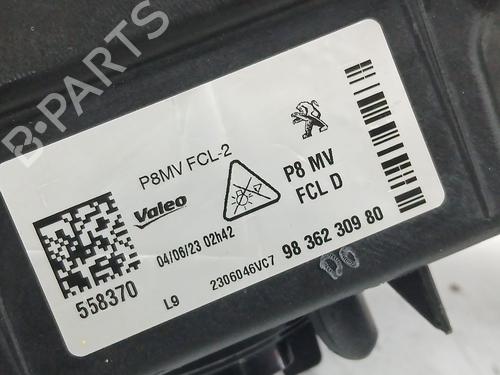 P8MV FCL-2
Valeo
04/06/23 02h42
558370
L9
2306046VC7
P8 MV
FCL D
98 362 309 80
B-PARTS